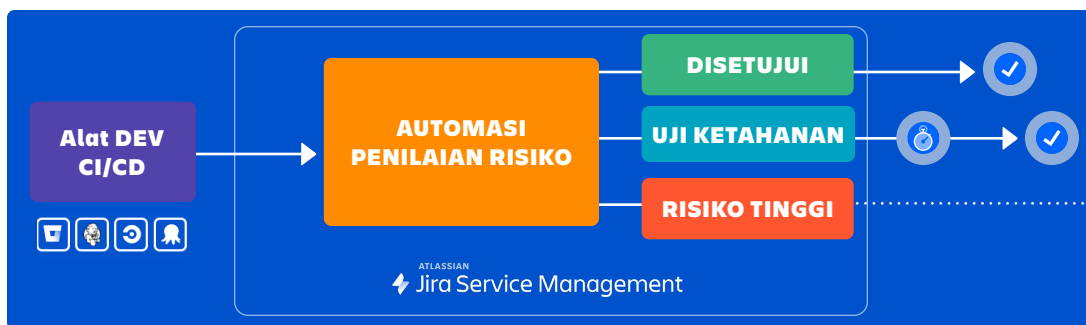 Alat DEV
CI/CD
AUTOMASI
PENILAIAN RISIKO
DISETUJUI
UJI KETAHANAN
RISIKO TINGGI
ATLASSIAN
Jira Service Management